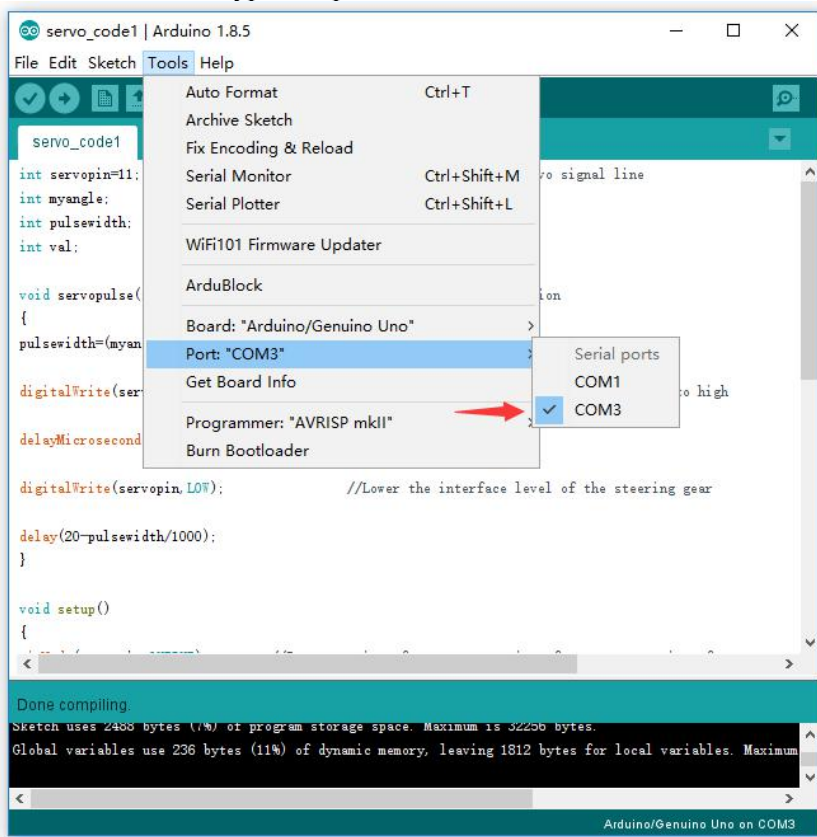 servo_code1 | Arduino 1.8.5
File Edit Sketch Tools Help
Auto Format Ctrl+T
Archive Sketch
Fix Encoding & Reload
Serial Monitor Ctrl+Shift+M
Serial Plotter Ctrl+Shift+L
WiFi101 Firmware Updater
ArduBlock
Board: "Arduino/Genuino Uno"
Port: "COM3"
Get Board Info
Programmer: "AVRISP mkII"
Burn Bootloader
Serial ports
COM1
COM3
servo_code1
int servopin=11; vo signal line
int myangle;
int pulsewidth;
int val;
void servopulse( ion
{
pulsewidth=(myan
digitalWrite(ser to high
delayMicrosecond
digitalWrite(servopin,LOW); //Lower the interface level of the steering gear
delay(20-pulsewidth/1000);
}
void setup()
{
Done compiling.
Sketch uses 2488 bytes (7%) of program storage space. Maximum is 32256 bytes.
Global variables use 236 bytes (11%) of dynamic memory, leaving 1812 bytes for local variables. Maximum
Arduino/Genuino Uno on COM3